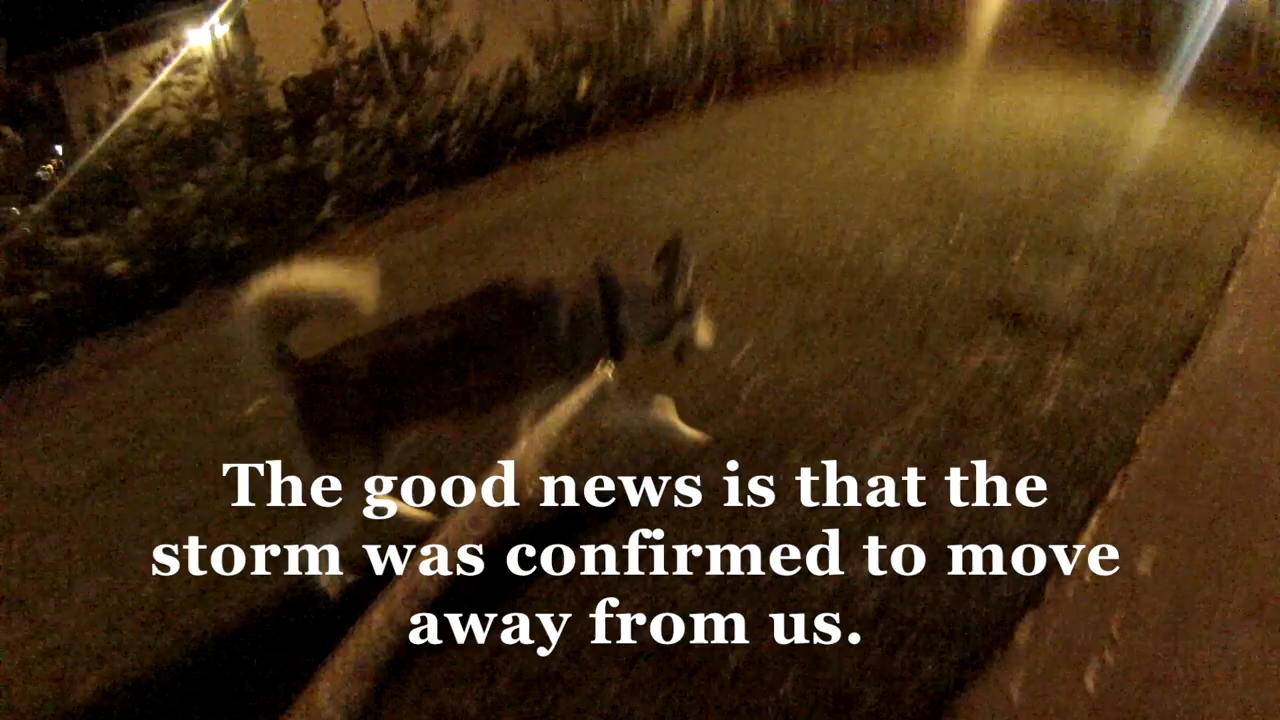 The good news is that the
storm was confirmed to move
away from us.